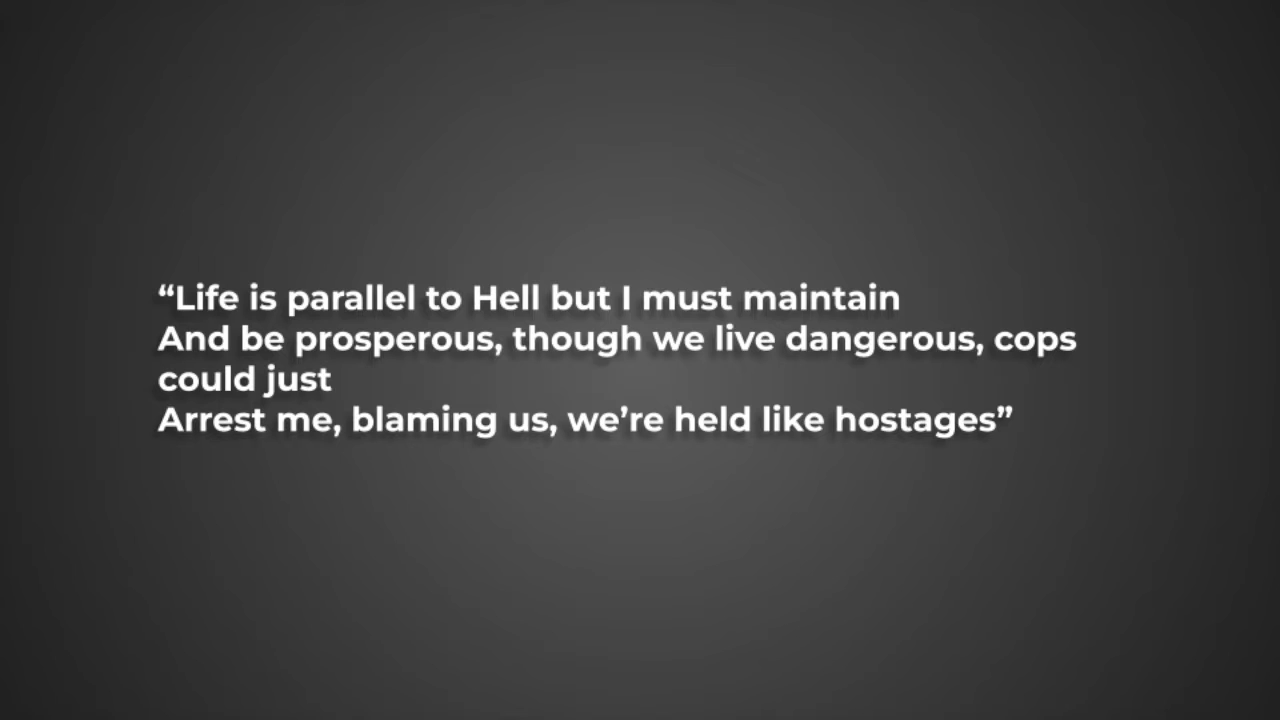 “Life is parallel to Hell but I must maintain
And be prosperous, though we live dangerous, cops
could just
Arrest me, blaming us, we’re held like hostages”